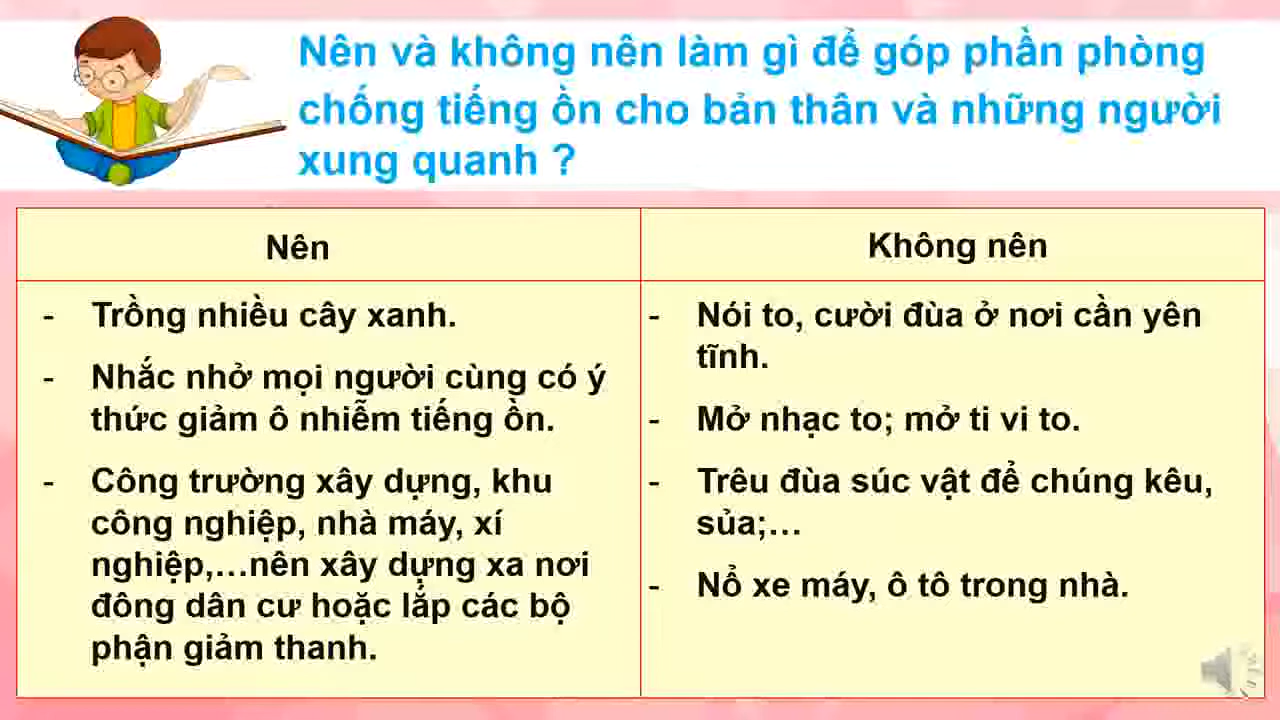 Nên và không nên làm gì để góp phần phòng
chống tiếng ồn cho bản thân và những người
xung quanh ?
Nên
- Trồng nhiều cây xanh.
- Nhắc nhở mọi người cùng có ý
thức giảm ô nhiễm tiếng ồn.
- Công trường xây dựng, khu
công nghiệp, nhà máy, xí
nghiệp,...nên xây dựng xa nơi
đông dân cư hoặc lắp các bộ
phận giảm thanh.
Không nên
- Nói to, cười đùa ở nơi cần yên
tĩnh.
- Mở nhạc to; mở ti vi to.
- Trêu đùa súc vật để chúng kêu,
sủa;...
- Nổ xe máy, ô tô trong nhà.